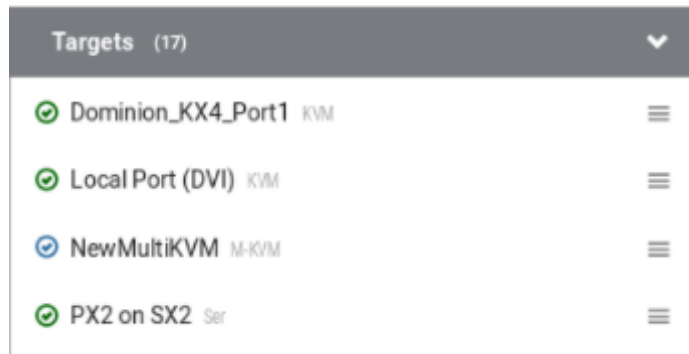 Targets (17)
Dominion_KX4_Port1 KVM
Local Port (DVI) KVM
NewMultiKVM M-KVM
PX2 on SX2 Ser